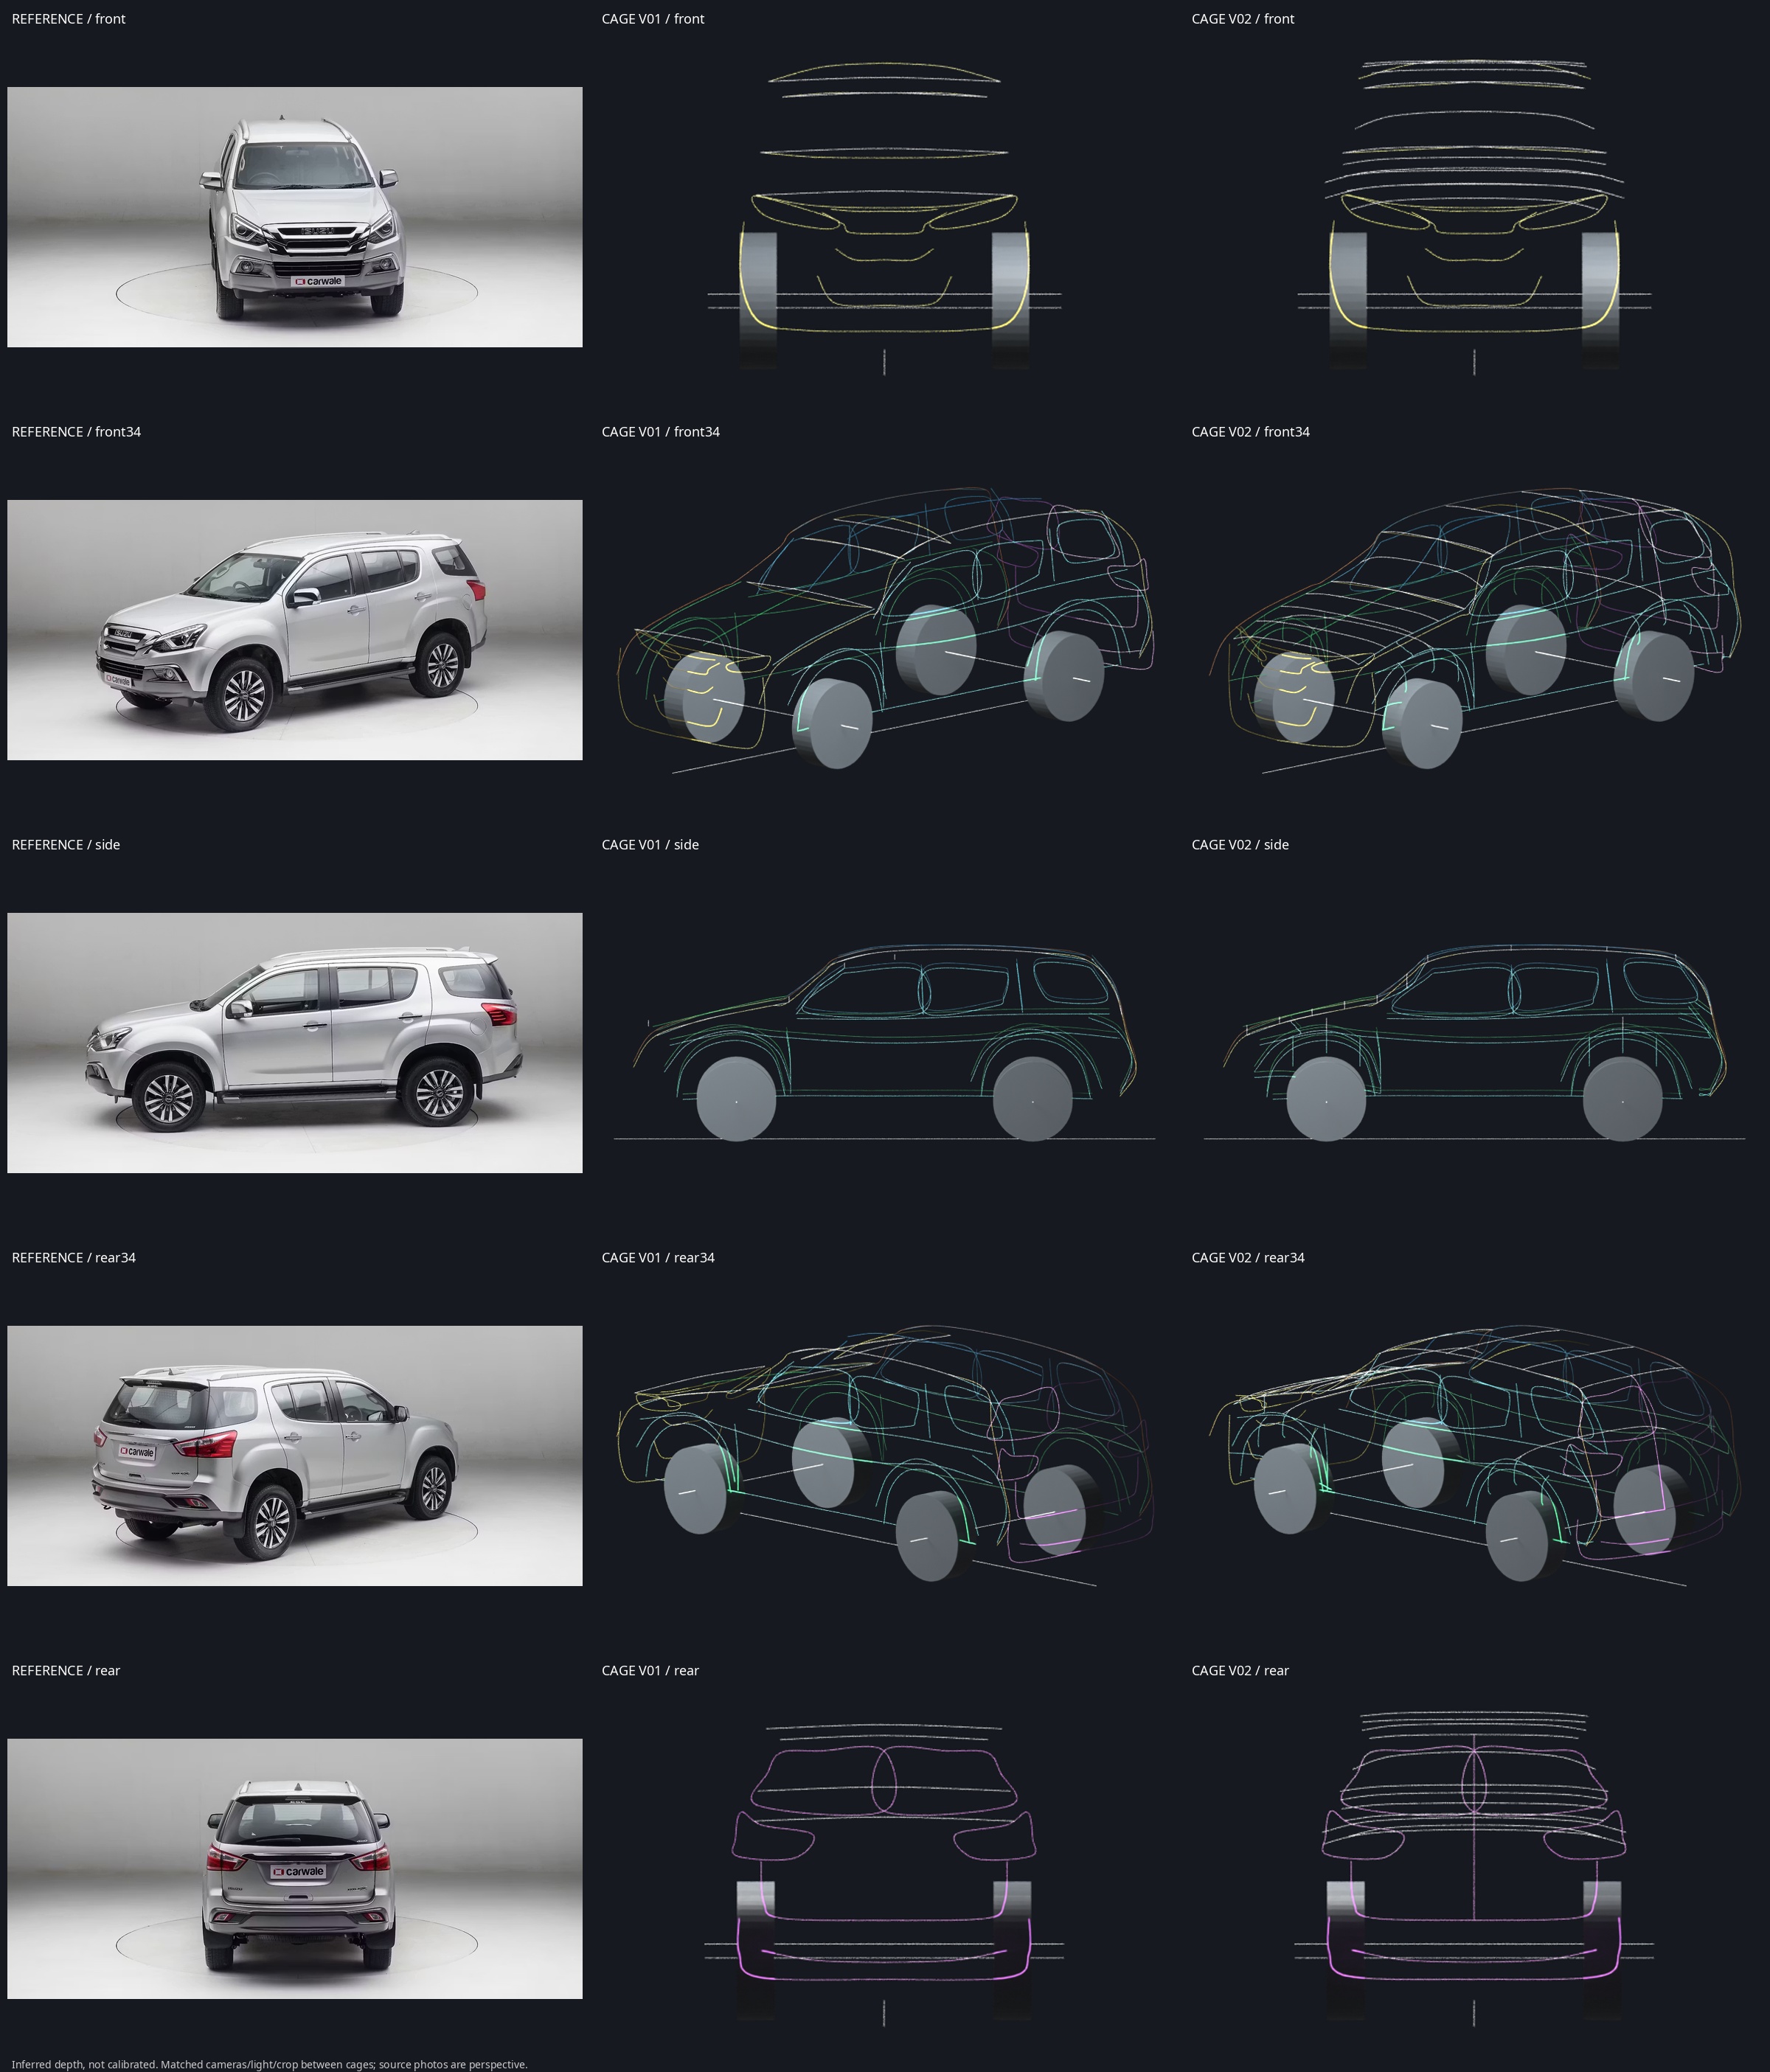 REFERENCE / front
CAGE V01 / front
CAGE V02 / front
ISUZU
carwale
REFERENCE / front34
CAGE V01 / front34
CAGE V02 / front34
ISUZU
carwale
REFERENCE / side
CAGE V01 / side
CAGE V02 / side
REFERENCE / rear34
CAGE V01 / rear34
CAGE V02 / rear34
carwale
REFERENCE / rear
CAGE V01 / rear
CAGE V02 / rear
carwale
Inferred depth, not calibrated. Matched cameras/light/crop between cages; source photos are perspective.